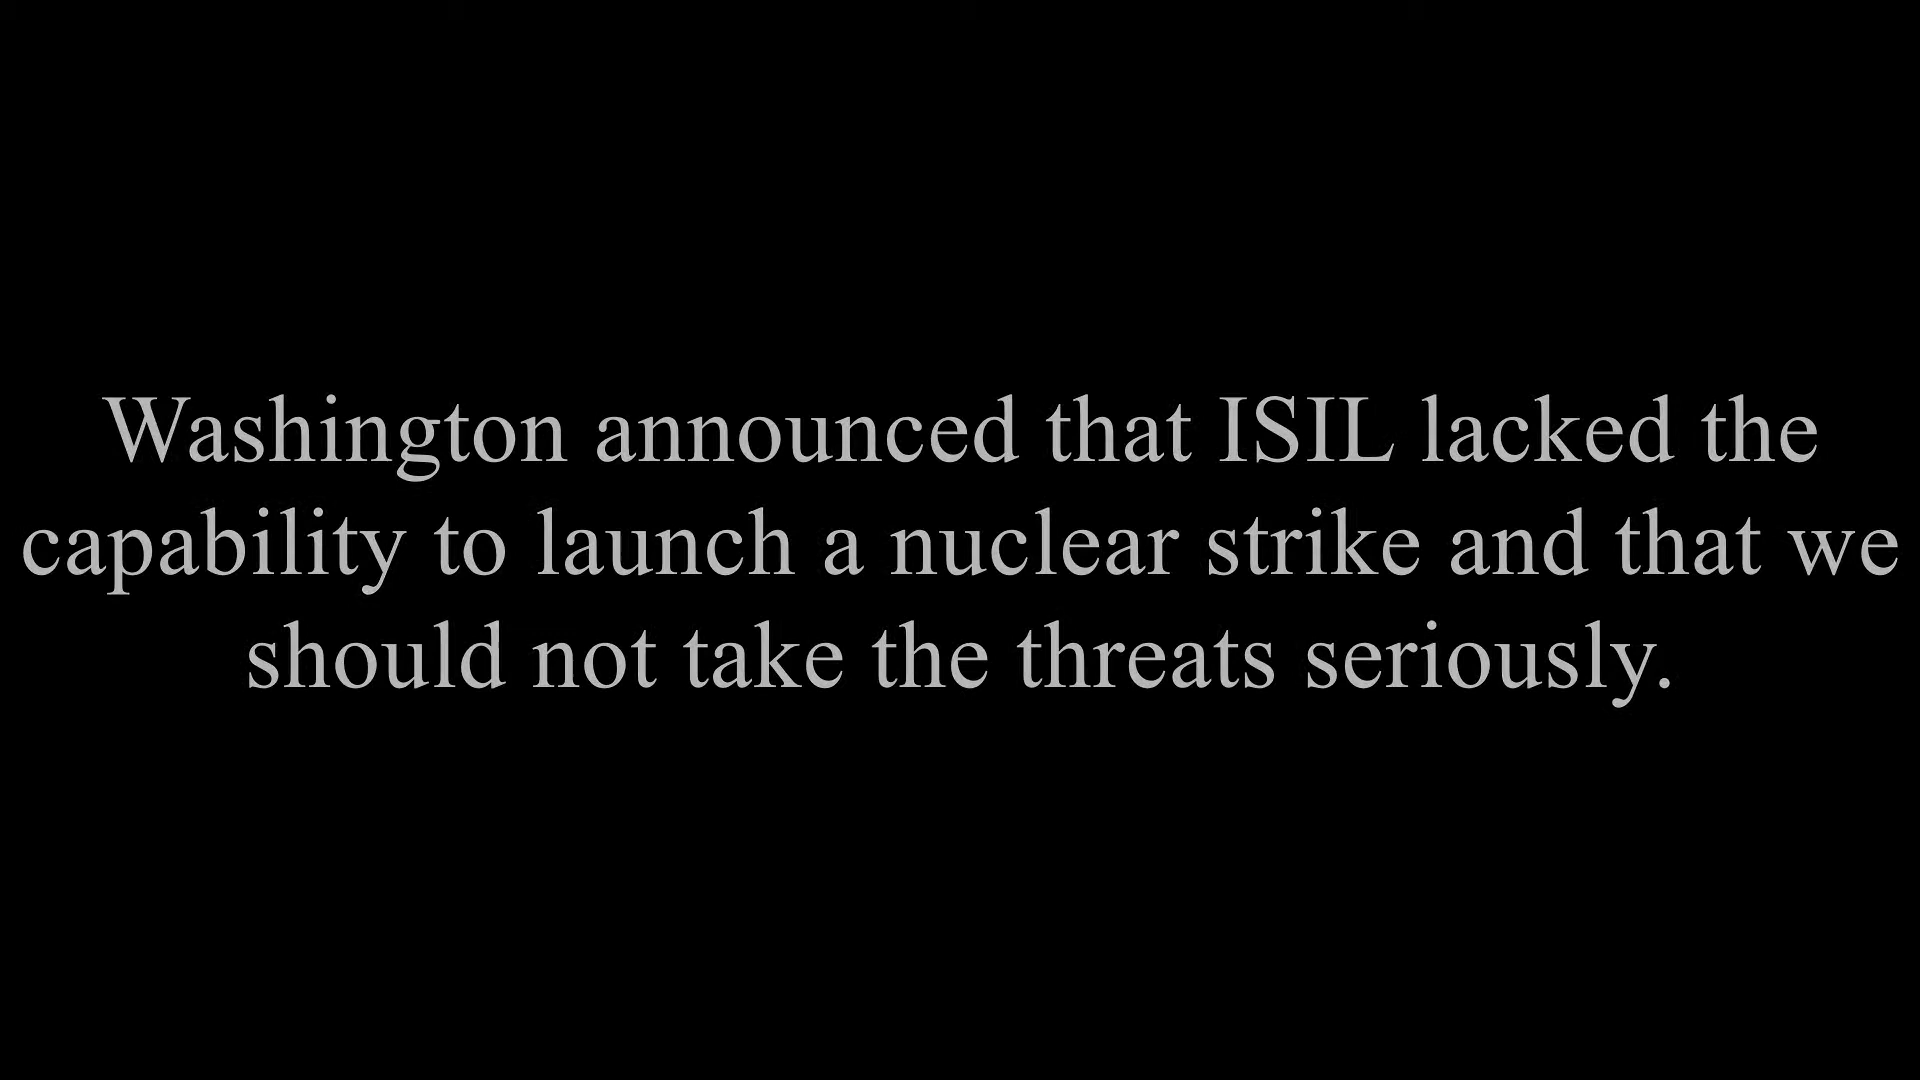 Washington announced that ISIL lacked the
capability to launch a nuclear strike and that we
should not take the threats seriously.